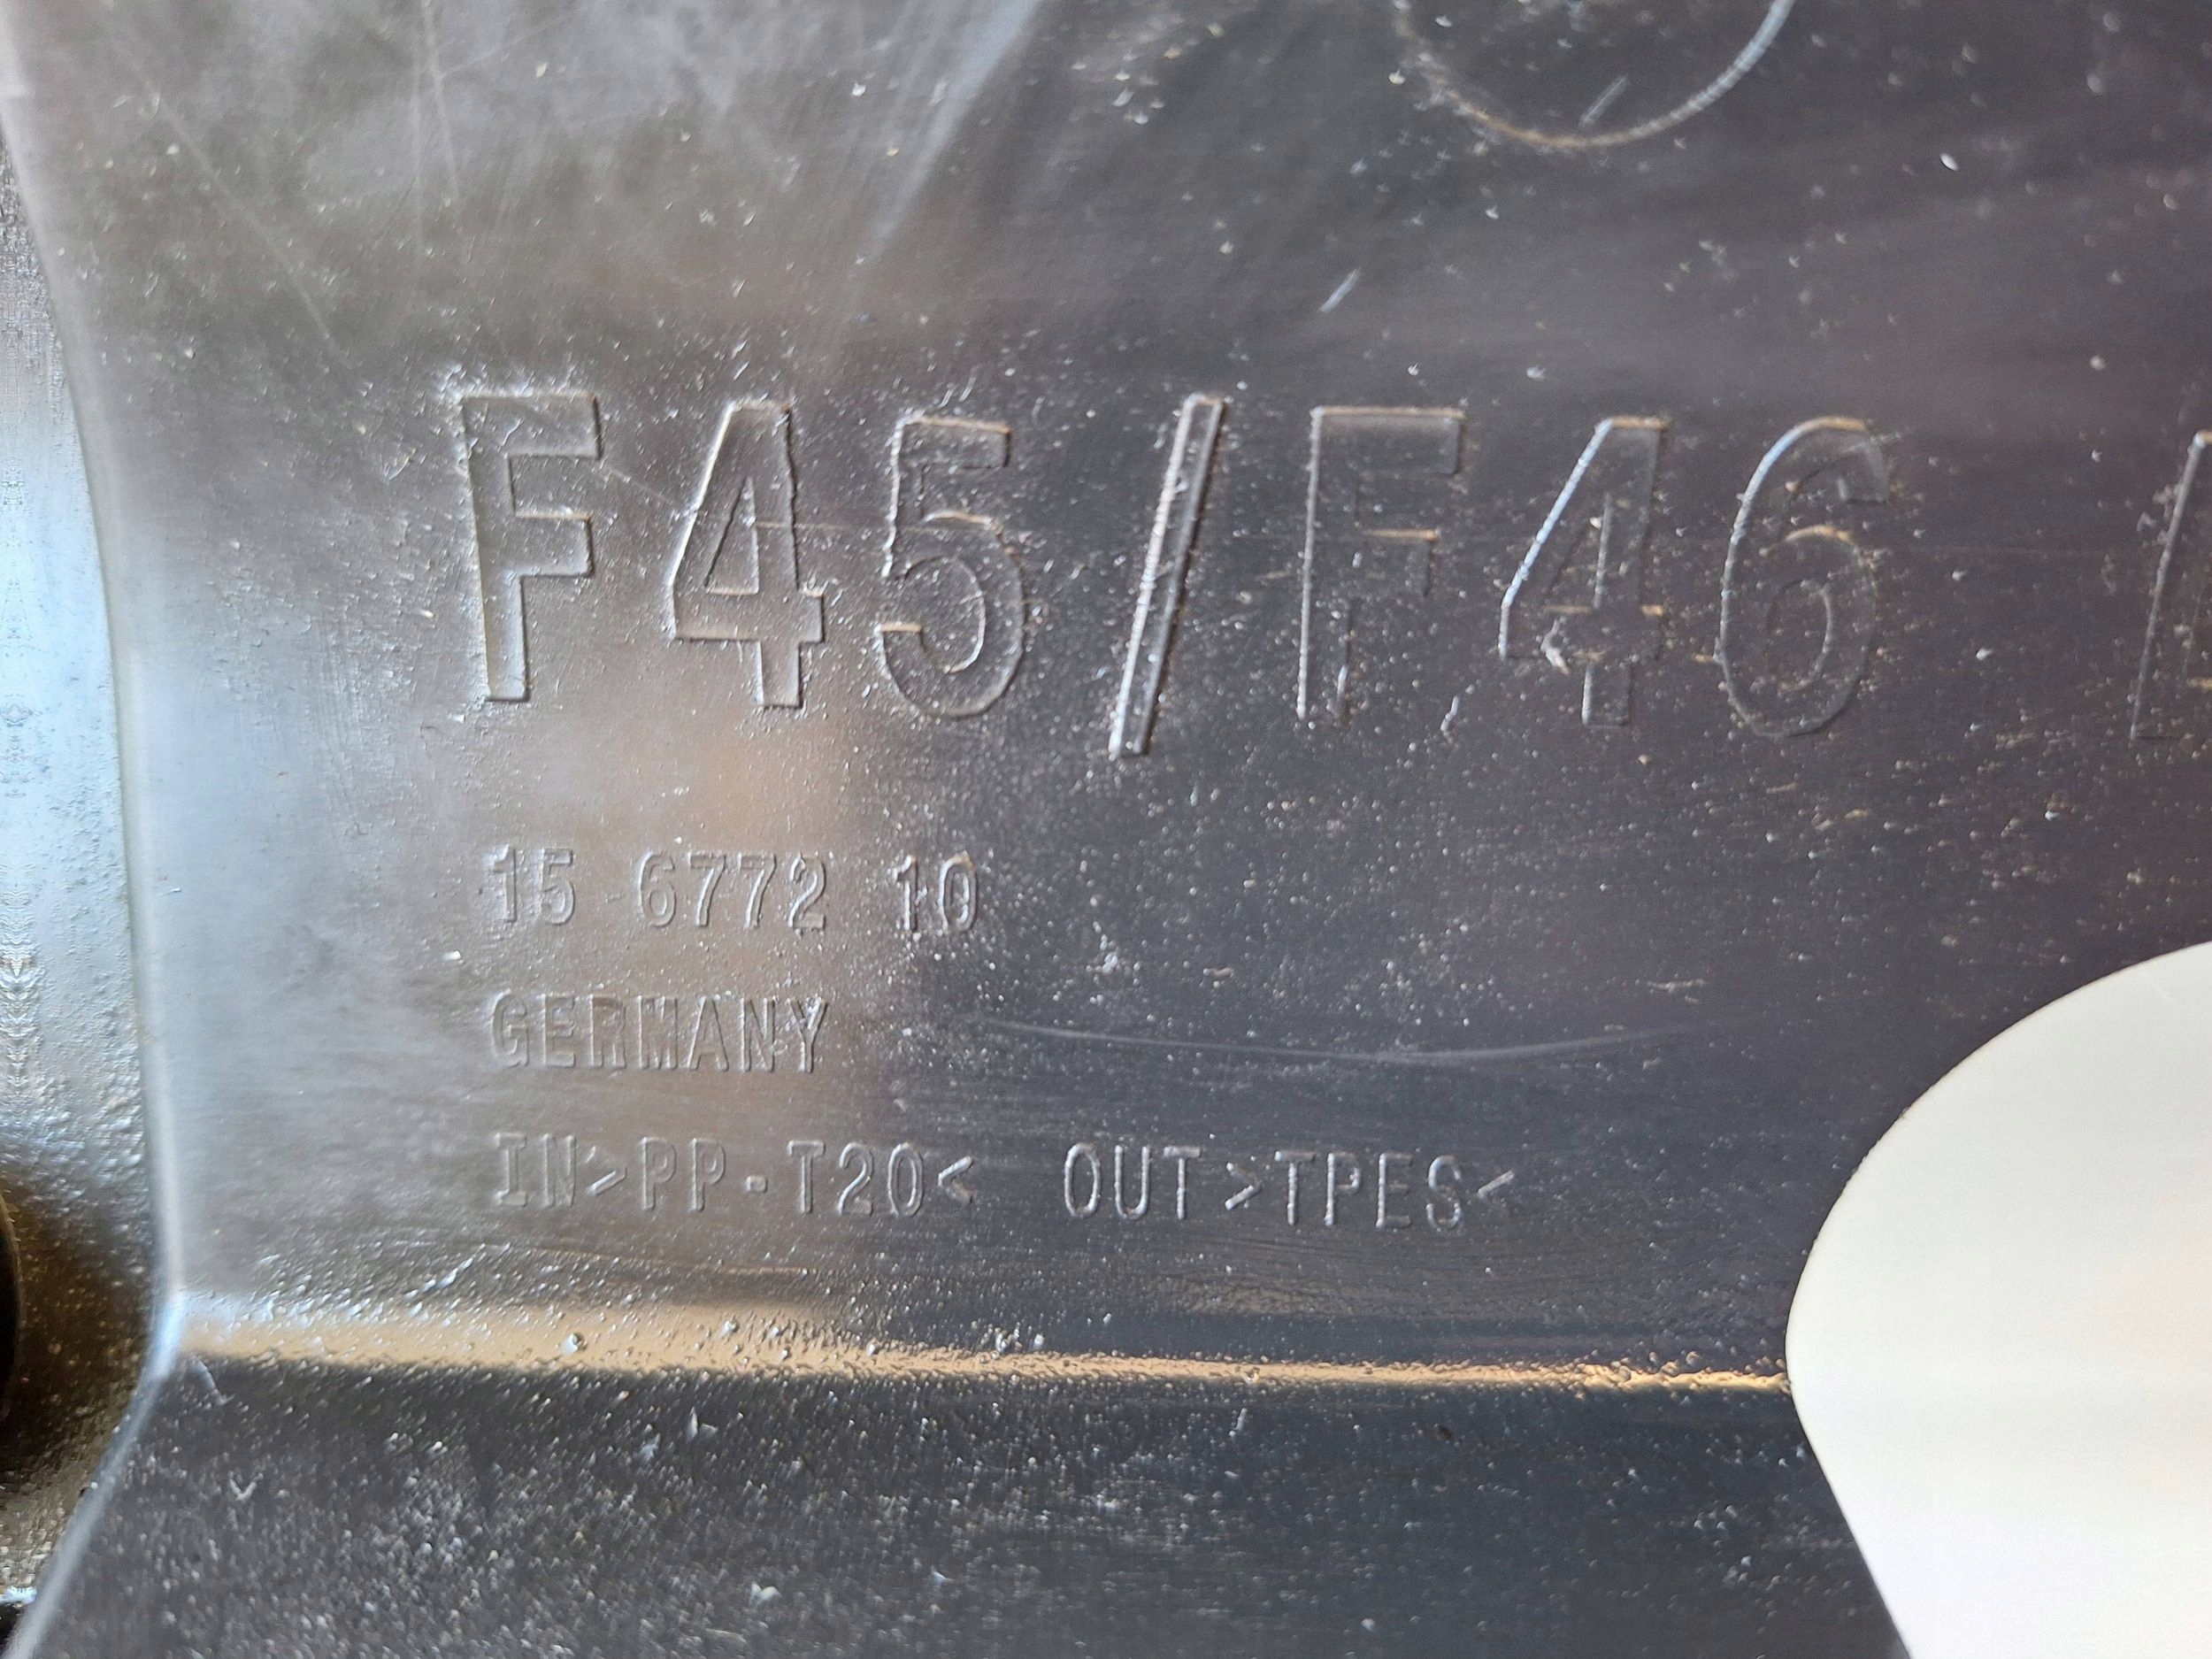 F45/F46
15 6772 10
GERMANY
IN>PP-T20< OUT>TPES<